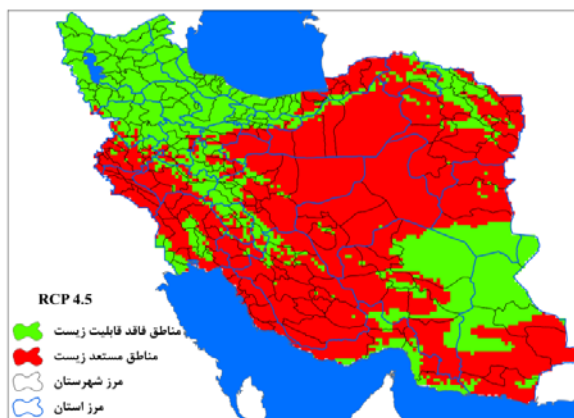 RCP 4.5
مناطق فاقد قابلیت زیست
مناطق مستعد زیست
مرز شهرستان
مرز استان